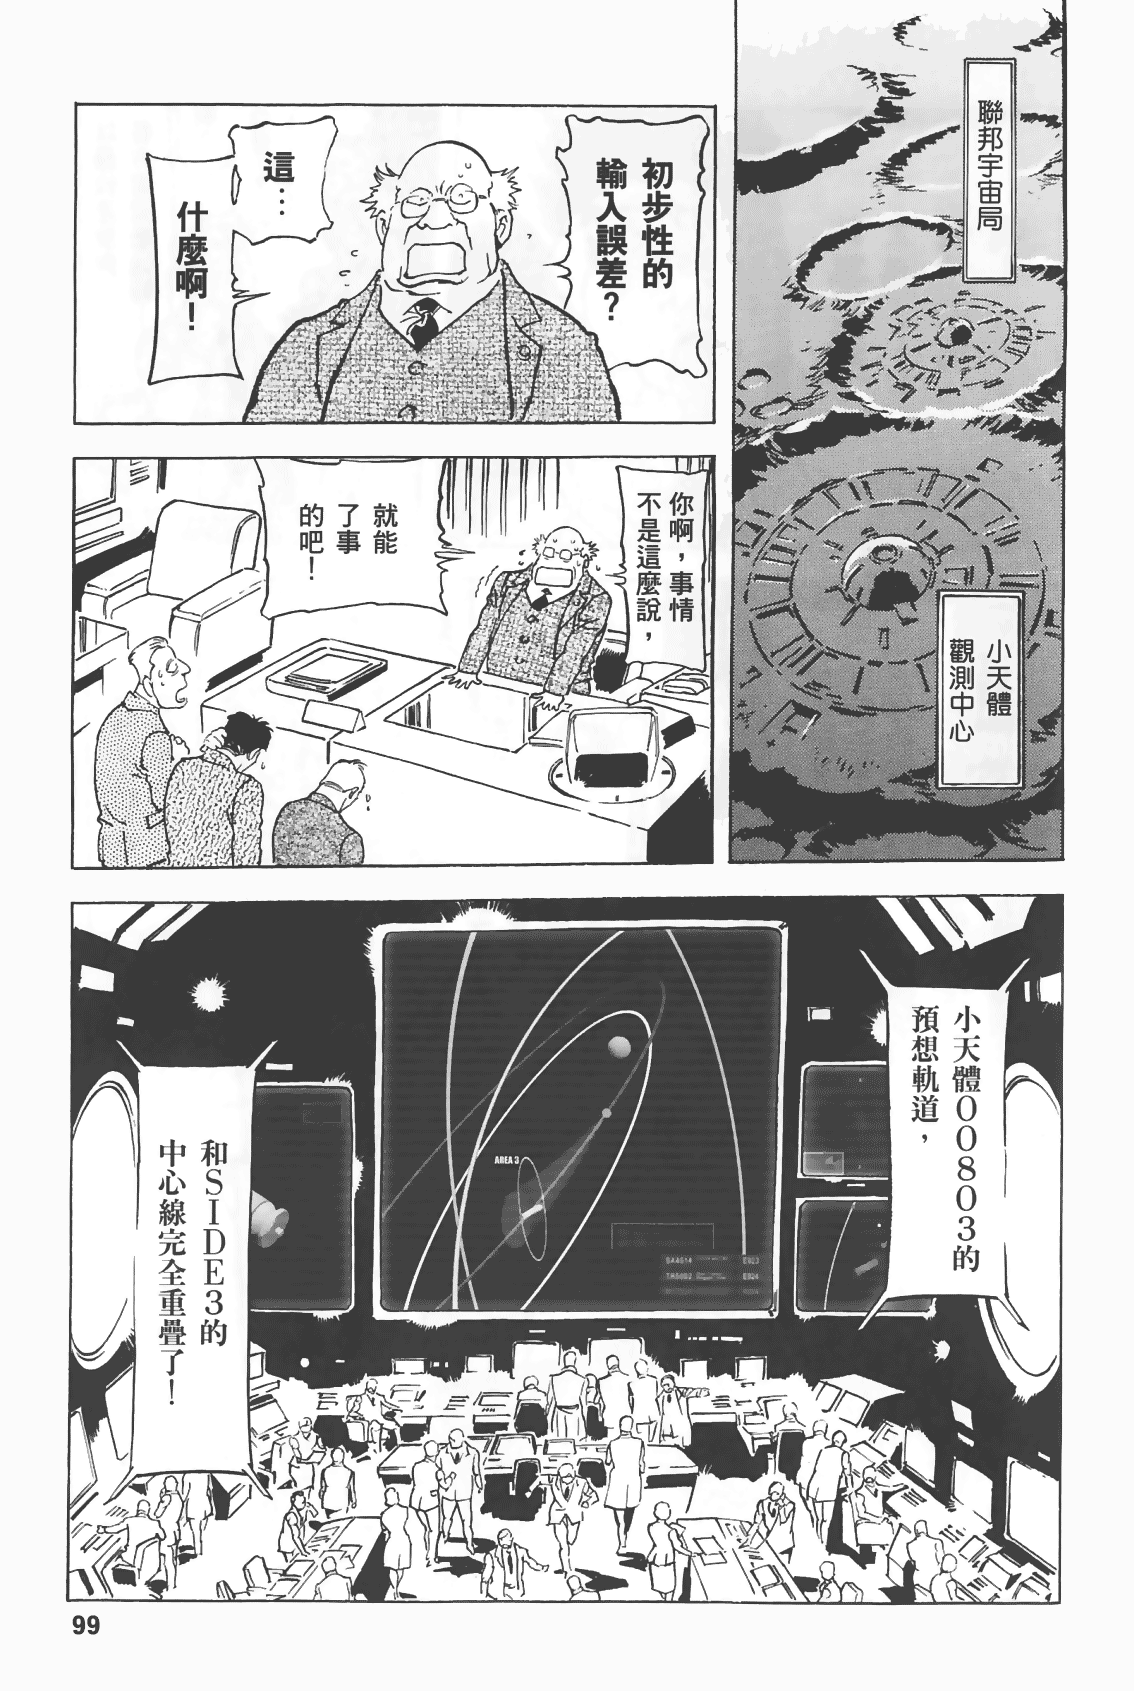 聯邦宇宙局
小天體
觀測中心
初步性的
輸入誤差？
這…
什麼啊！
你啊，事情
不是這麼說，
就能
了事
的吧！
小天體00803的
預想軌道，
AREA 3
和SIDE3的
中心線完全重疊了！
99